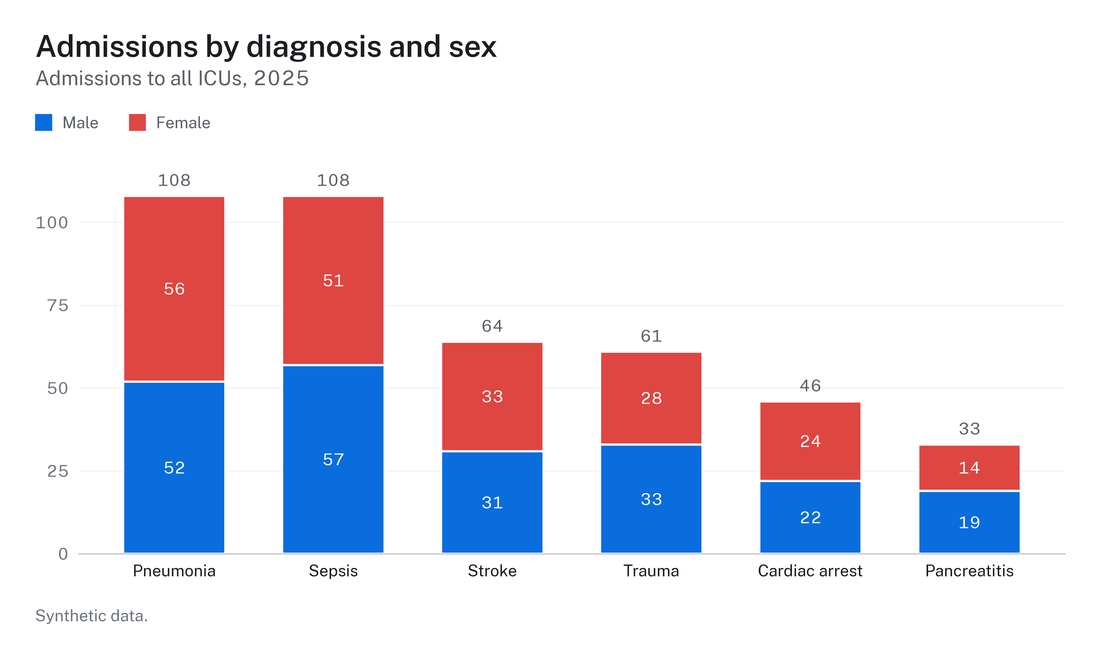 Admissions by diagnosis and sex
Admissions to all ICUs, 2025
Male Female
108 108
100
56 51
75
64 61
50
33 28 46
24 33
14
25
52 57 31 33 22 19
0
Pneumonia Sepsis Stroke Trauma Cardiac arrest Pancreatitis
Synthetic data.